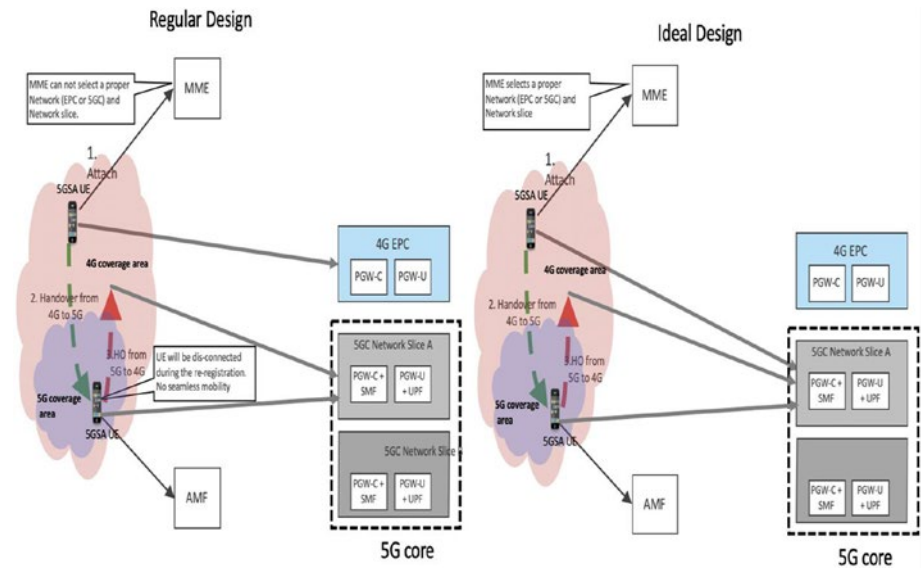 Regular Design
MME can not select a proper
Network (EPC or 5GC) and
Network slice.
MME
1.
Attach
5GSA UE
4G coverage area
2. Handover from
4G to 5G
3.HO from
5G to 4G
UE will be dis-connected
during the re-registration.
No seamless mobility
5G coverage
area
5GSA UE
AMF
4G EPC
PGW-C
PGW-U
5GC Network Slice A
PGW-C +
SMF
PGW-U
+ UPF
5GC Network Slice
PGW-C +
SMF
PGW-U
+ UPF
5G core
Ideal Design
MME selects a proper
Network (EPC or 5GC) and
Network slice
MME
1.
Attach
5GSA UE
4G coverage area
2. Handover from
4G to 5G
3.HO from
5G to 4G
5G coverage
area
5GSA UE
AMF
4G EPC
PGW-C
PGW-U
5GC Network Slice A
PGW-C +
SMF
PGW-U
+ UPF
PGW-C +
SMF
PGW-U
+ UPF
5G core